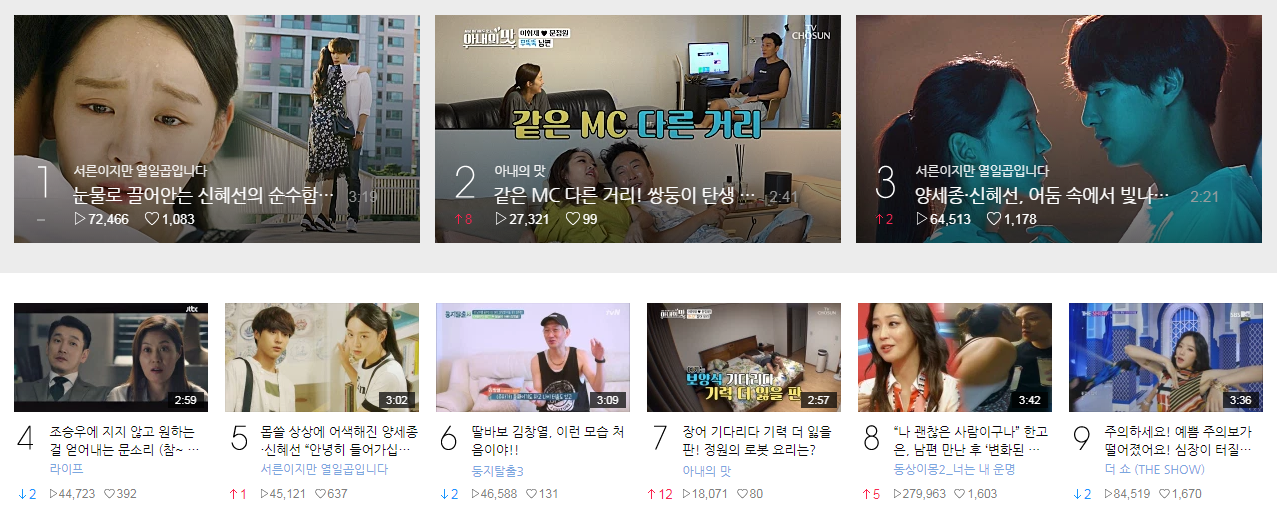 아내의 맛
이휘재 ♥ 문정원
TV
CHOSUN
같은 MC 다른 거리
1
서른이지만 열일곱입니다
눈물로 끌어안는 신혜선의 순수함…
3:19
–
72,466
1,083
2
아내의 맛
같은 MC 다른 거리! 쌍둥이 탄생 …
2:41
↑8
27,321
99
3
서른이지만 열일곱입니다
양세종·신혜선, 어둠 속에서 빛나…
2:21
↑2
64,513
1,178
jtbc
2:59
4
조승우에 지지 않고 원하는
걸 얻어내는 문소리 (참~ …
라이프
↓2
44,723
392
3:02
5
몹쓸 상상에 어색해진 양세종
·신혜선 “안녕히 들어가십…
서른이지만 열일곱입니다
↑1
45,121
637
둥지탈출3
tvN
3:09
6
딸바보 김창열, 이런 모습 처
음이야!!
둥지탈출3
↓2
46,588
131
아내의 맛
TV
CHOSUN
보양식 기다리다
기력 더 잃을 판
2:57
7
장어 기다리다 기력 더 잃을
판! 정원의 로봇 요리는?
아내의 맛
↑12
18,071
80
3:42
8
“나 괜찮은 사람이구나” 한고
은, 남편 만난 후 ‘변화된 …
동상이몽2_너는 내 운명
↑5
279,963
1,603
SBS MTV
3:36
9
주의하세요! 예쁨 주의보가
떨어졌어요! 심장이 터질…
더 쇼 (THE SHOW)
↓2
84,519
1,670